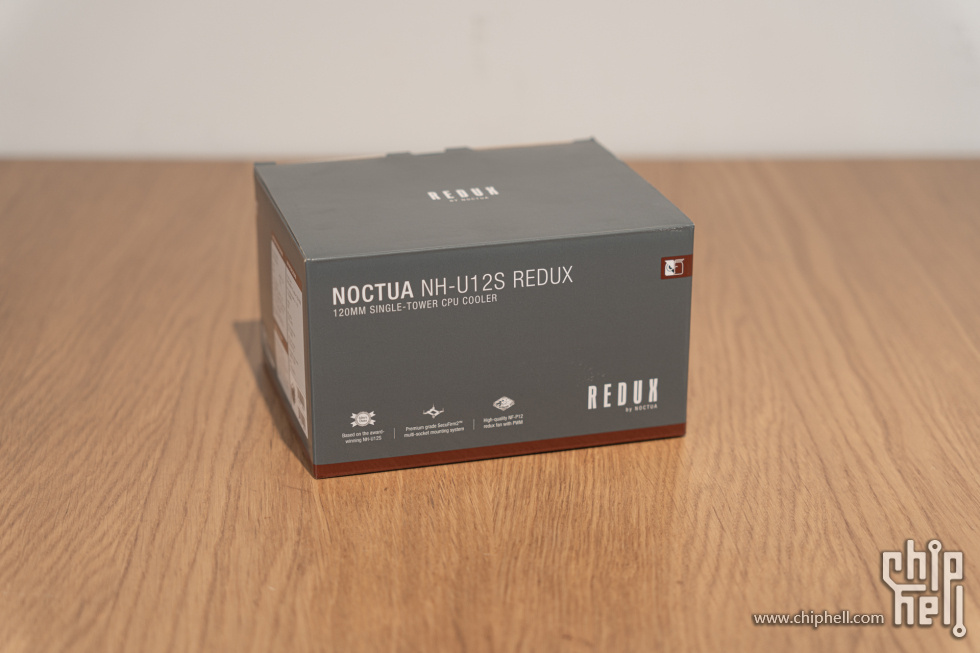 REDUX
BY NOCTUA
NOCTUA NH-U12S REDUX
120MM SINGLE-TOWER CPU COOLER
REDUX
by NOCTUA
Based on the award-
winning NH-U12S
Premium grade SecuFirm2™
multi-socket mounting system
High-quality NF-P12
redux fan with PWM
www.chiphell.com
chip
hell